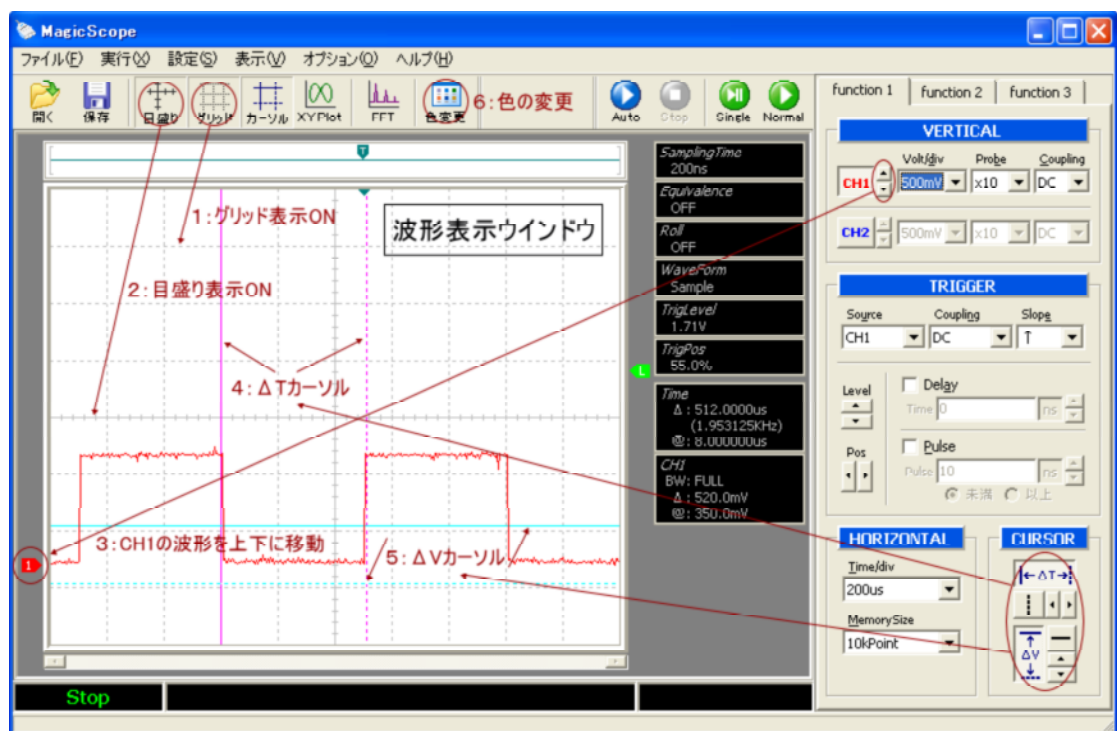 MagicScope
ファイル(F) 実行(X) 設定(S) 表示(V) オプション(O) ヘルプ(H)
開く 保存 目盛り グリッド カーソル XYPlot FFT 色変更 6:色の変更 Auto Stop Single Normal
function 1 function 2 function 3
VERTICAL
Volt/div Probe Coupling
CH1 500mV x10 DC
CH2 500mV x10 DC
T
SamplingTime
200ns
Equivalence
OFF
Roll
OFF
WaveForm
Sample
TrigLevel
1.71V
TrigPos
55.0%
Time
Δ: 512.0000us
(1.953125KHz)
@: 8.000000us
CH1
BW: FULL
Δ: 520.0mV
@: 350.0mV
1:グリッド表示ON
波形表示ウインドウ
2:目盛り表示ON
4:ΔTカーソル
L
3:CH1の波形を上下に移動
5:ΔVカーソル
1
TRIGGER
Source Coupling Slope
CH1 DC ↑
Level
Delay
Time 0 ns
Pos
Pulse
Pulse 10 ns
未満 以上
HORIZONTAL
Time/div
200us
MemorySize
10kPoint
CURSOR
ΔT
ΔV
Stop